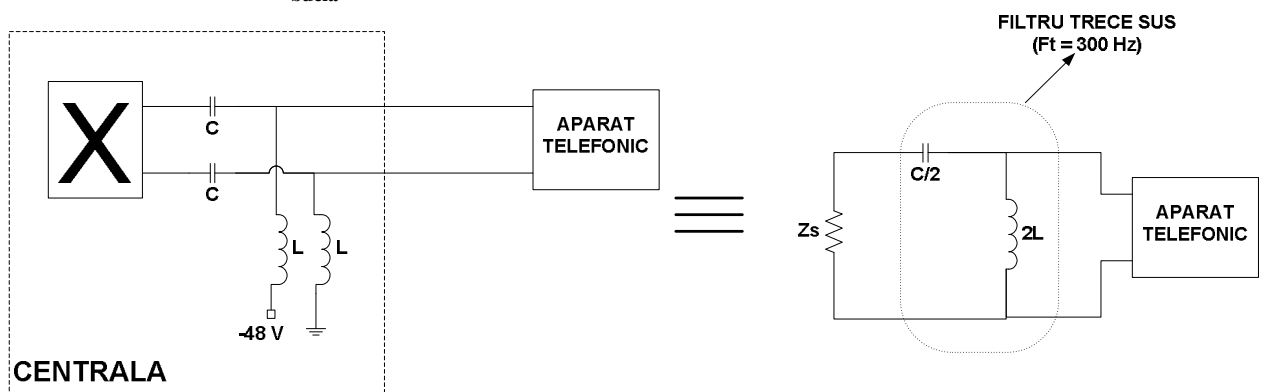 FILTRU TRECE SUS
(Ft = 300 Hz)
X
C
C
L
L
-48 V
CENTRALA
APARAT
TELEFONIC
Zs
C/2
2L
APARAT
TELEFONIC